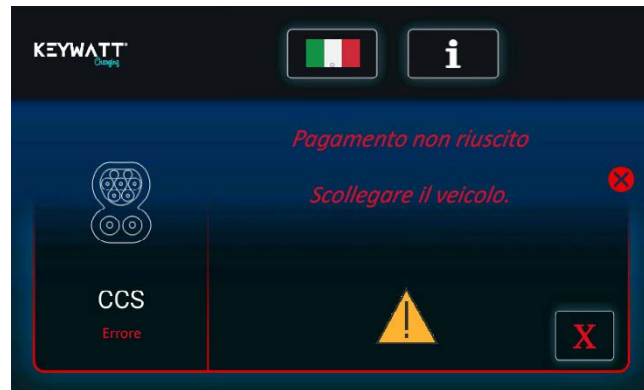 KEYWATT
Charging
i
Pagamento non riuscito
Scollegare il veicolo.
CCS
Errore
X